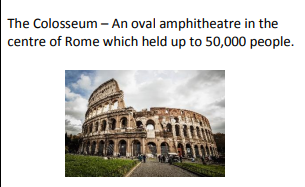 The Colosseum – An oval amphitheatre in the
centre of Rome which held up to 50,000 people.